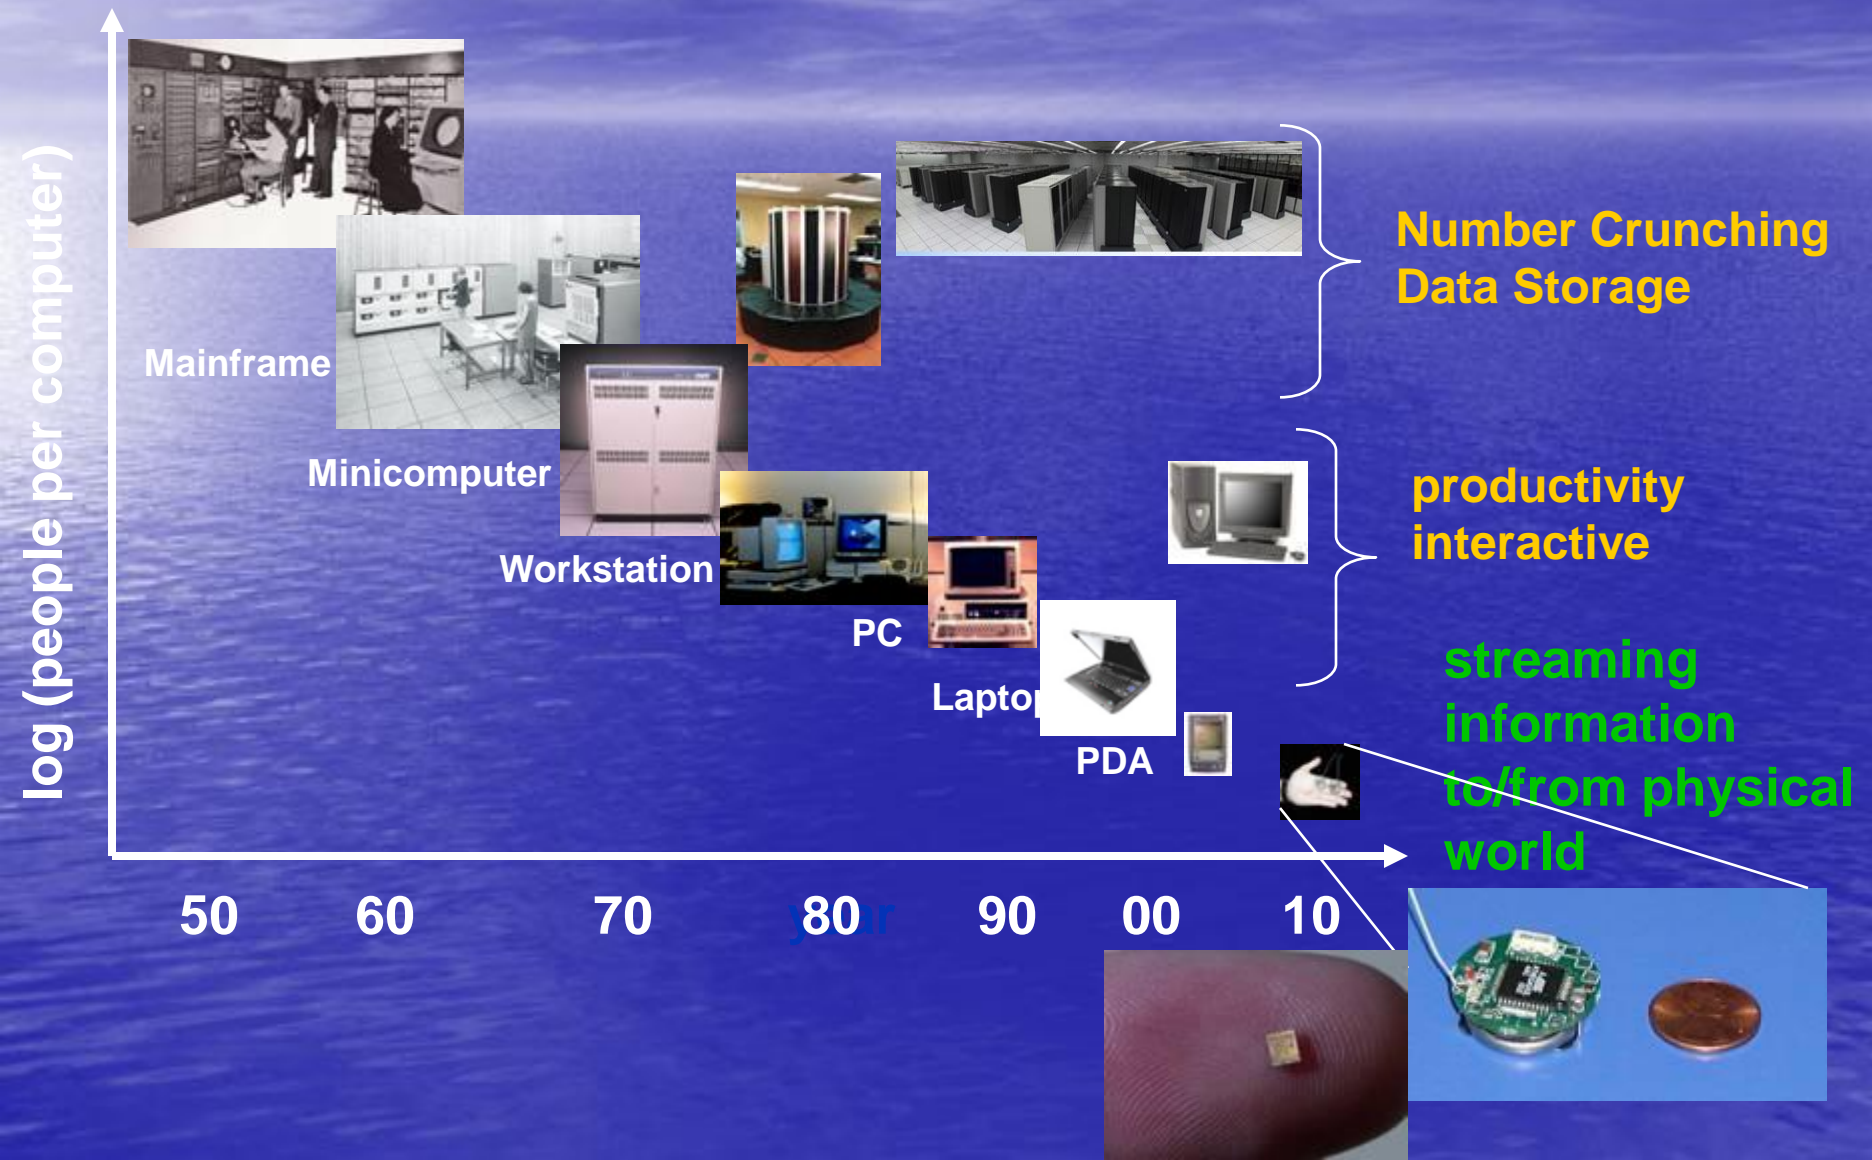 log (people per computer)
Mainframe
Minicomputer
Workstation
PC
Laptop
PDA
Number Crunching
Data Storage
productivity
interactive
streaming
information
to/from physical
world
year
50 60 70 80 90 00 10